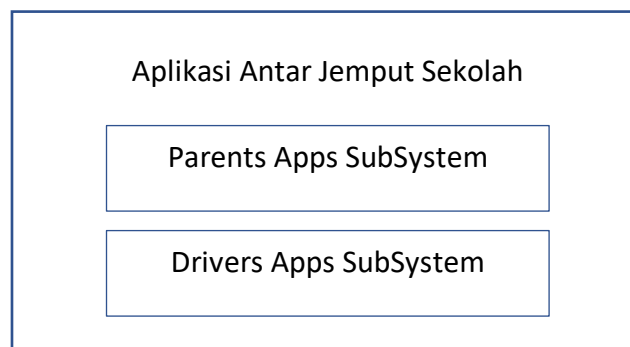 Aplikasi Antar Jemput Sekolah
Parents Apps SubSystem
Drivers Apps SubSystem